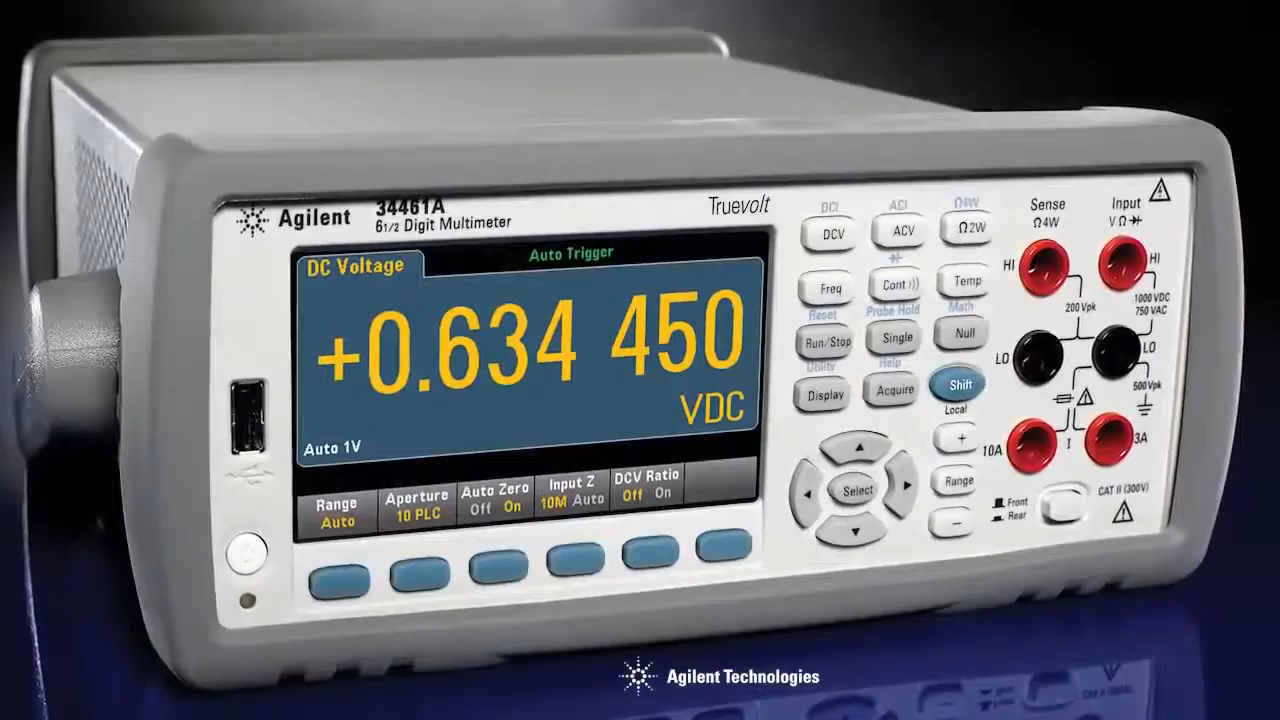 Agilent
34461A
6½ Digit Multimeter
Truevolt
DC Voltage
Auto Trigger
+0.634 450
VDC
Auto 1V
Range
Auto
Aperture
10 PLC
Auto Zero
Off On
Input Z
10M Auto
DCV Ratio
Off On
DCI
DCV
ACI
ACV
Ω4W
Ω2W
Freq
Cont
Temp
Reset
Run/Stop
Probe Hold
Single
Math
Null
Utility
Display
Help
Acquire
Shift
Local
+
Range
-
Select
Sense
Ω4W
Input
V Ω
HI
HI
200 Vpk
1000 VDC
750 VAC
LO
LO
500 Vpk
10A
I
3A
Front
Rear
CAT II (300V)
Agilent Technologies